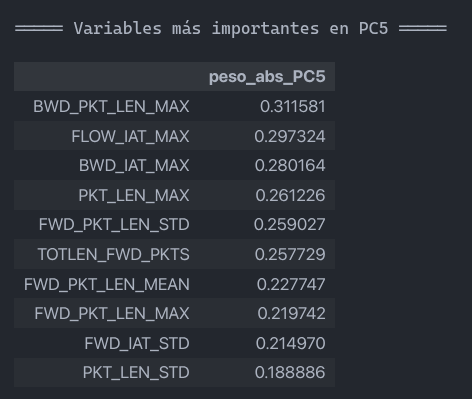 ═════ Variables más importantes en PC5 ═════
peso_abs_PC5
BWD_PKT_LEN_MAX 0.311581
FLOW_IAT_MAX 0.297324
BWD_IAT_MAX 0.280164
PKT_LEN_MAX 0.261226
FWD_PKT_LEN_STD 0.259027
TOTLEN_FWD_PKTS 0.257729
FWD_PKT_LEN_MEAN 0.227747
FWD_PKT_LEN_MAX 0.219742
FWD_IAT_STD 0.214970
PKT_LEN_STD 0.188886